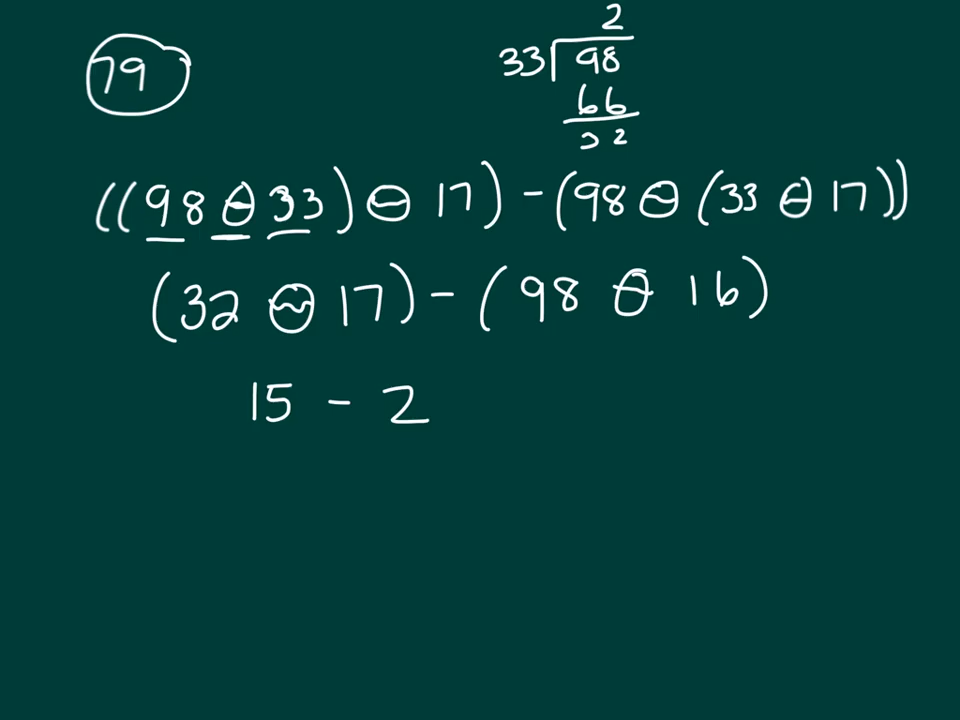 79
2
33 98
66
32
((98 ⊖ 33) ⊖ 17) - (98 ⊖ (33 ⊖ 17))
(32 ⊖ 17) - (98 ⊖ 16)
15 - 2